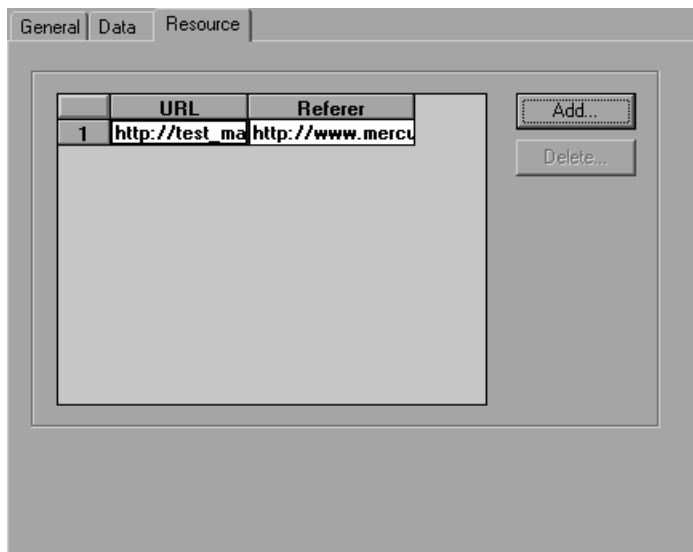 General Data Resource
URL Referer Add...
1 http://test_ma http://www.mercu
Delete...